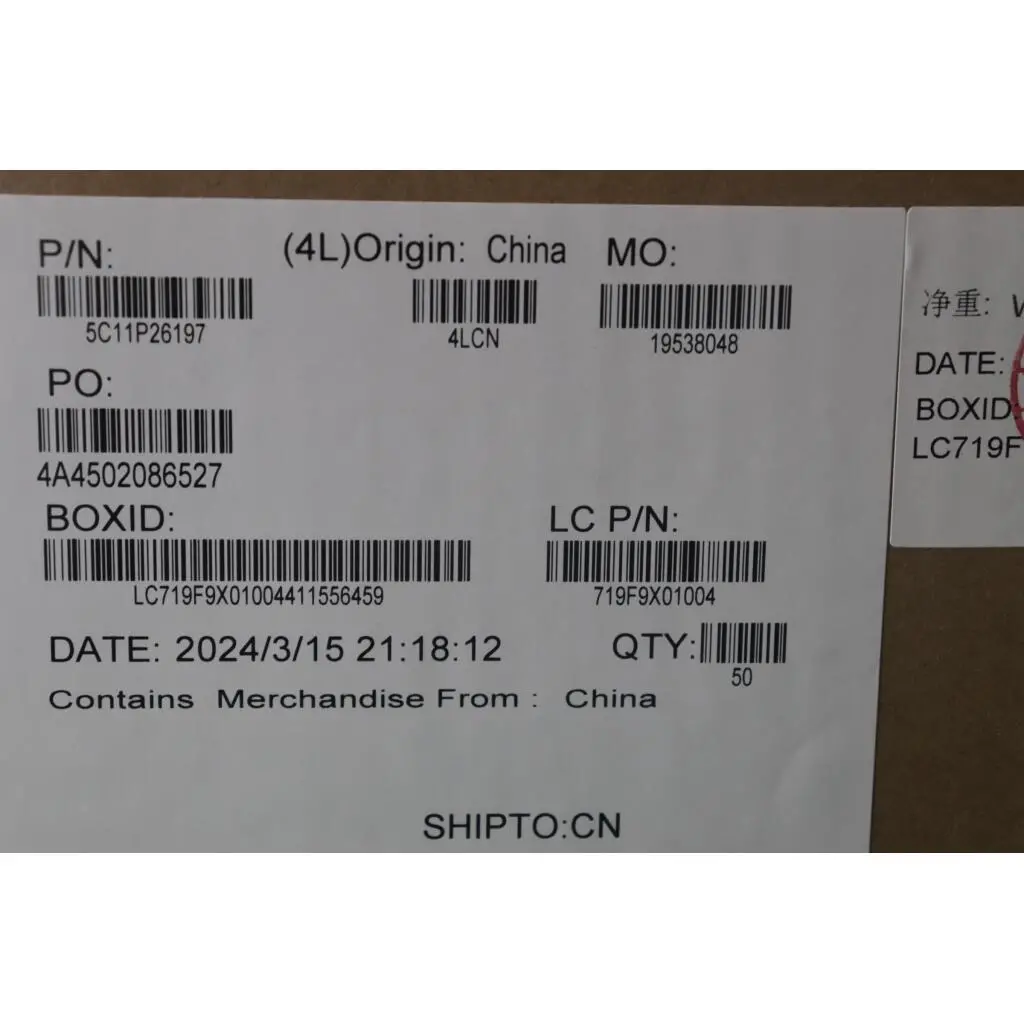 P/N:
(4L)Origin: China
MO:
5C11P26197
4LCN
19538048
PO:
4A4502086527
BOXID:
LC P/N:
LC719F9X01004411556459
719F9X01004
DATE: 2024/3/15 21:18:12
QTY:
50
Contains Merchandise From : China
SHIPTO:CN
净重:
DATE:
BOXID:
LC719F